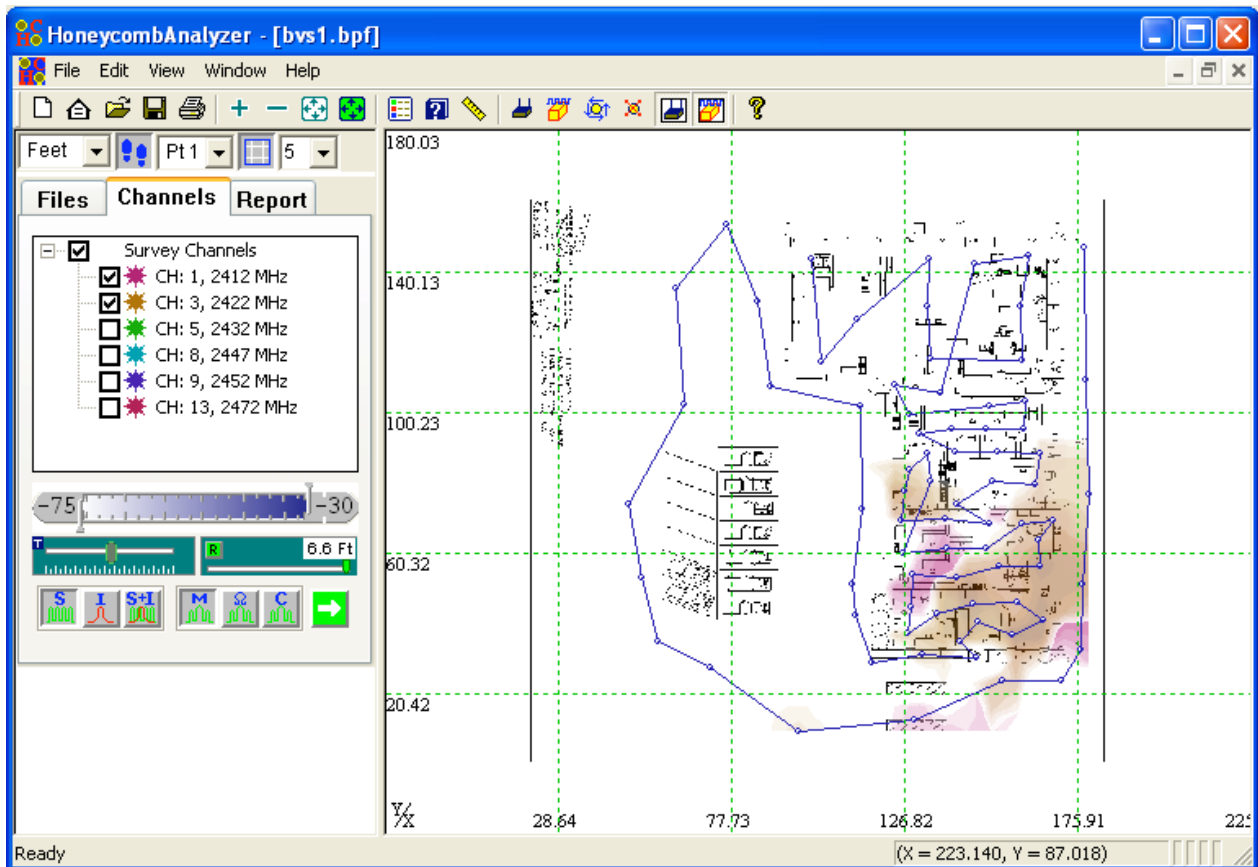 HoneycombAnalyzer - [bvs1.bpf]
File Edit View Window Help
Feet Pt 1 5
Files Channels Report
Survey Channels
CH: 1, 2412 MHz
CH: 3, 2422 MHz
CH: 5, 2432 MHz
CH: 8, 2447 MHz
CH: 9, 2452 MHz
CH: 13, 2472 MHz
-75 -30
T R 6.6 Ft
S I S+I M Ω C
180.03
140.13
100.23
60.32
20.42
Y/X 28.64 77.73 126.82 175.91
Ready (X = 223.140, Y = 87.018)